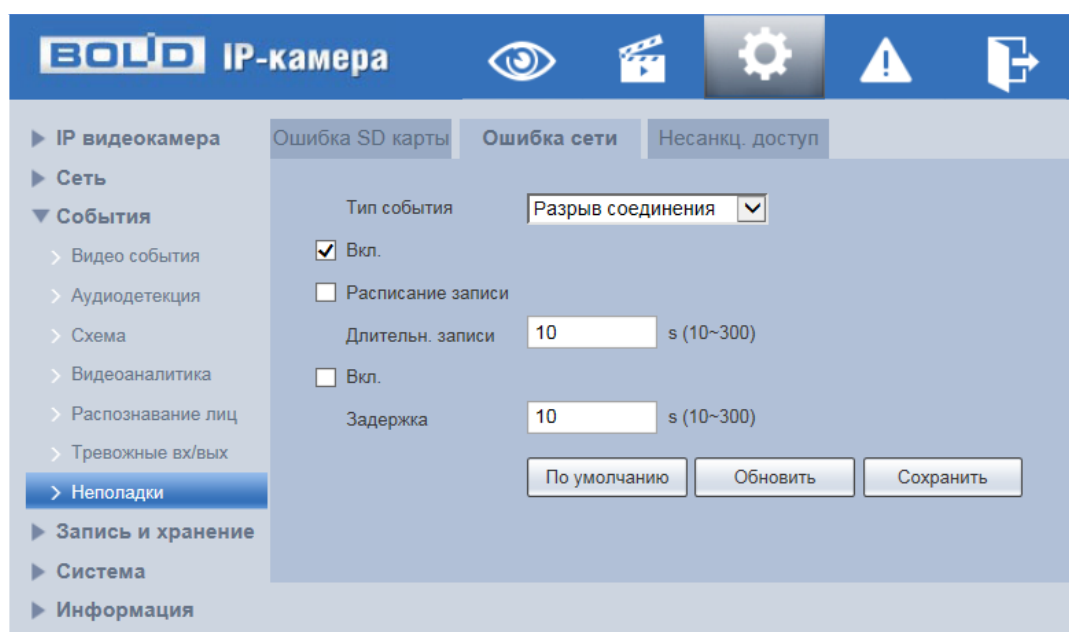 BOLID IP-камера
IP видеокамера
Сеть
События
Видео события
Аудиодетекция
Схема
Видеоаналитика
Распознавание лиц
Тревожные вх/вых
Неполадки
Запись и хранение
Система
Информация
Ошибка SD карты Ошибка сети Несанкц. доступ
Тип события Разрыв соединения
Вкл.
Расписание записи
Длительн. записи 10 s (10~300)
Вкл.
Задержка 10 s (10~300)
По умолчанию Обновить Сохранить